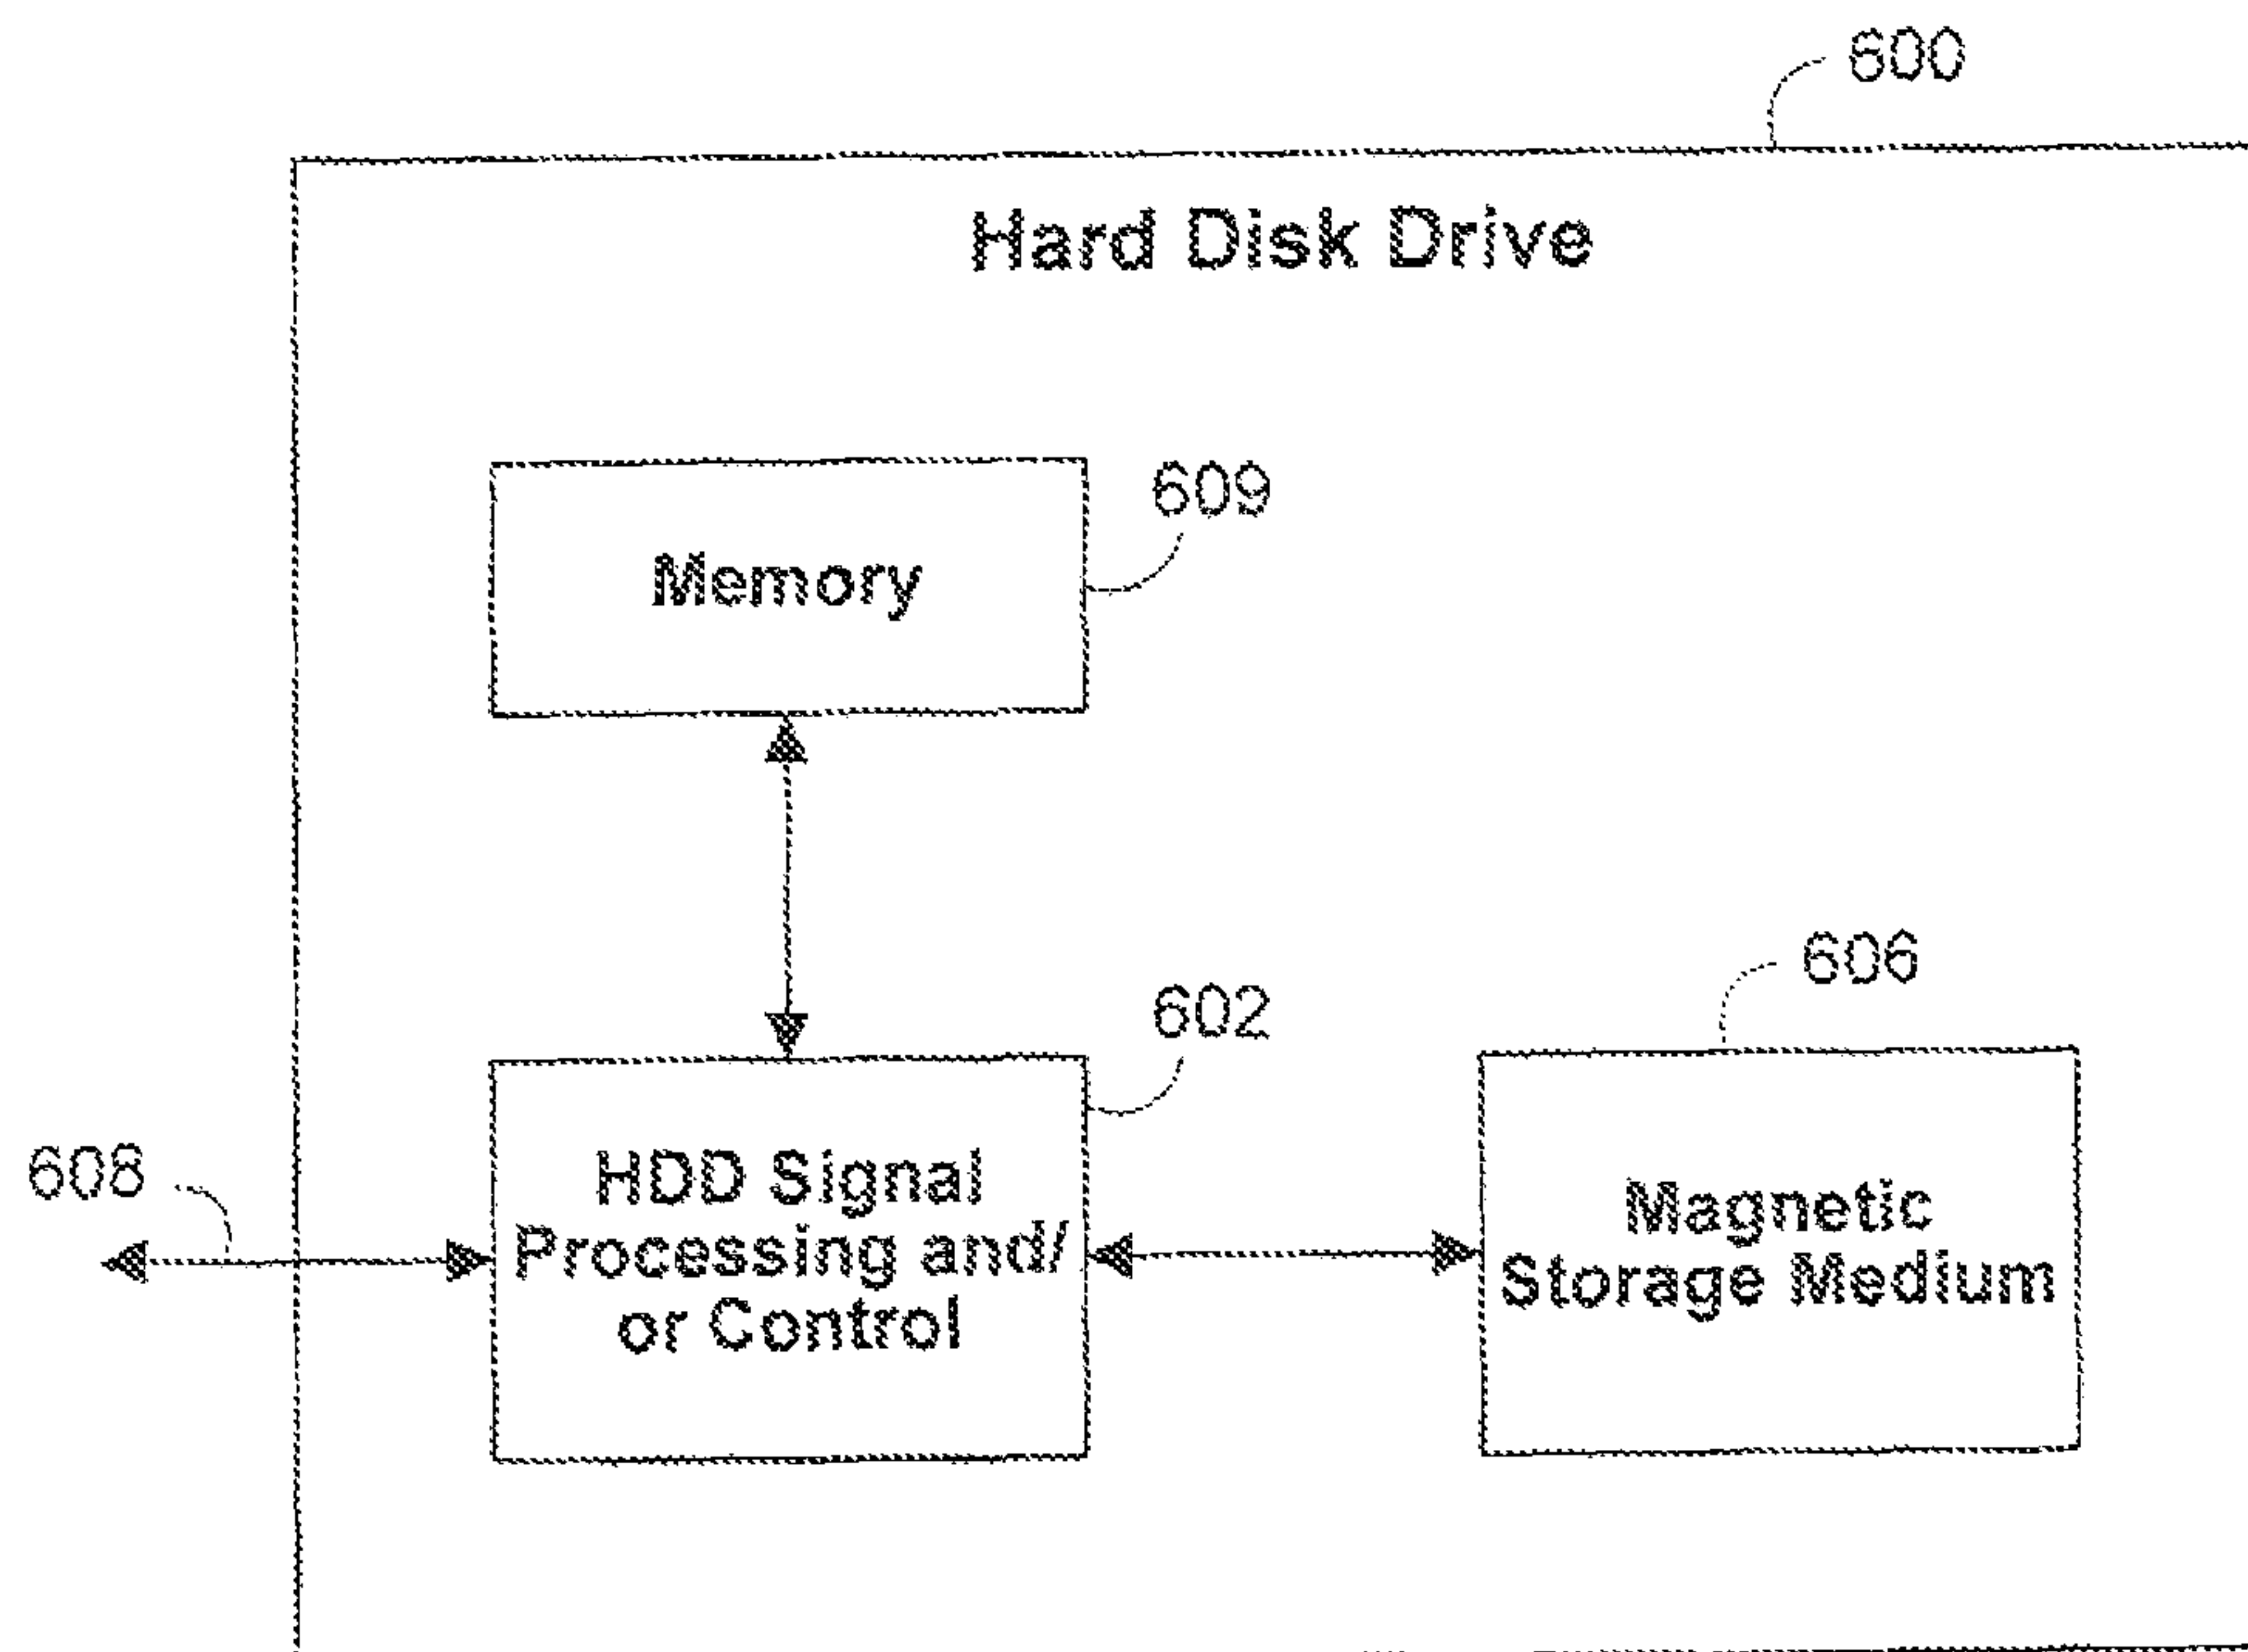 600
Hard Disk Drive
609
Memory
606
602
608
HDD Signal
Processing and/
or Control
Magnetic
Storage Medium